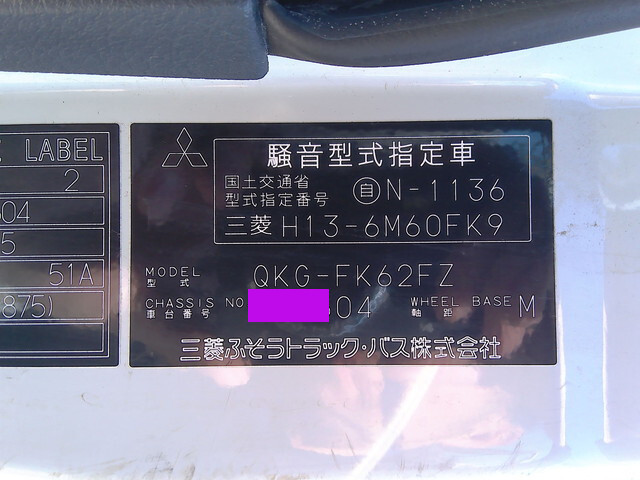 E LABEL
2
504
5
51A
875)
騒音型式指定車
国土交通省
型式指定番号 自N-1136
三菱 H13-6M60FK9
MODEL
型式 QKG-FK62FZ
CHASSIS NO.
車台番号 04 WHEEL BASE
軸距 M
三菱ふそうトラック・バス株式会社